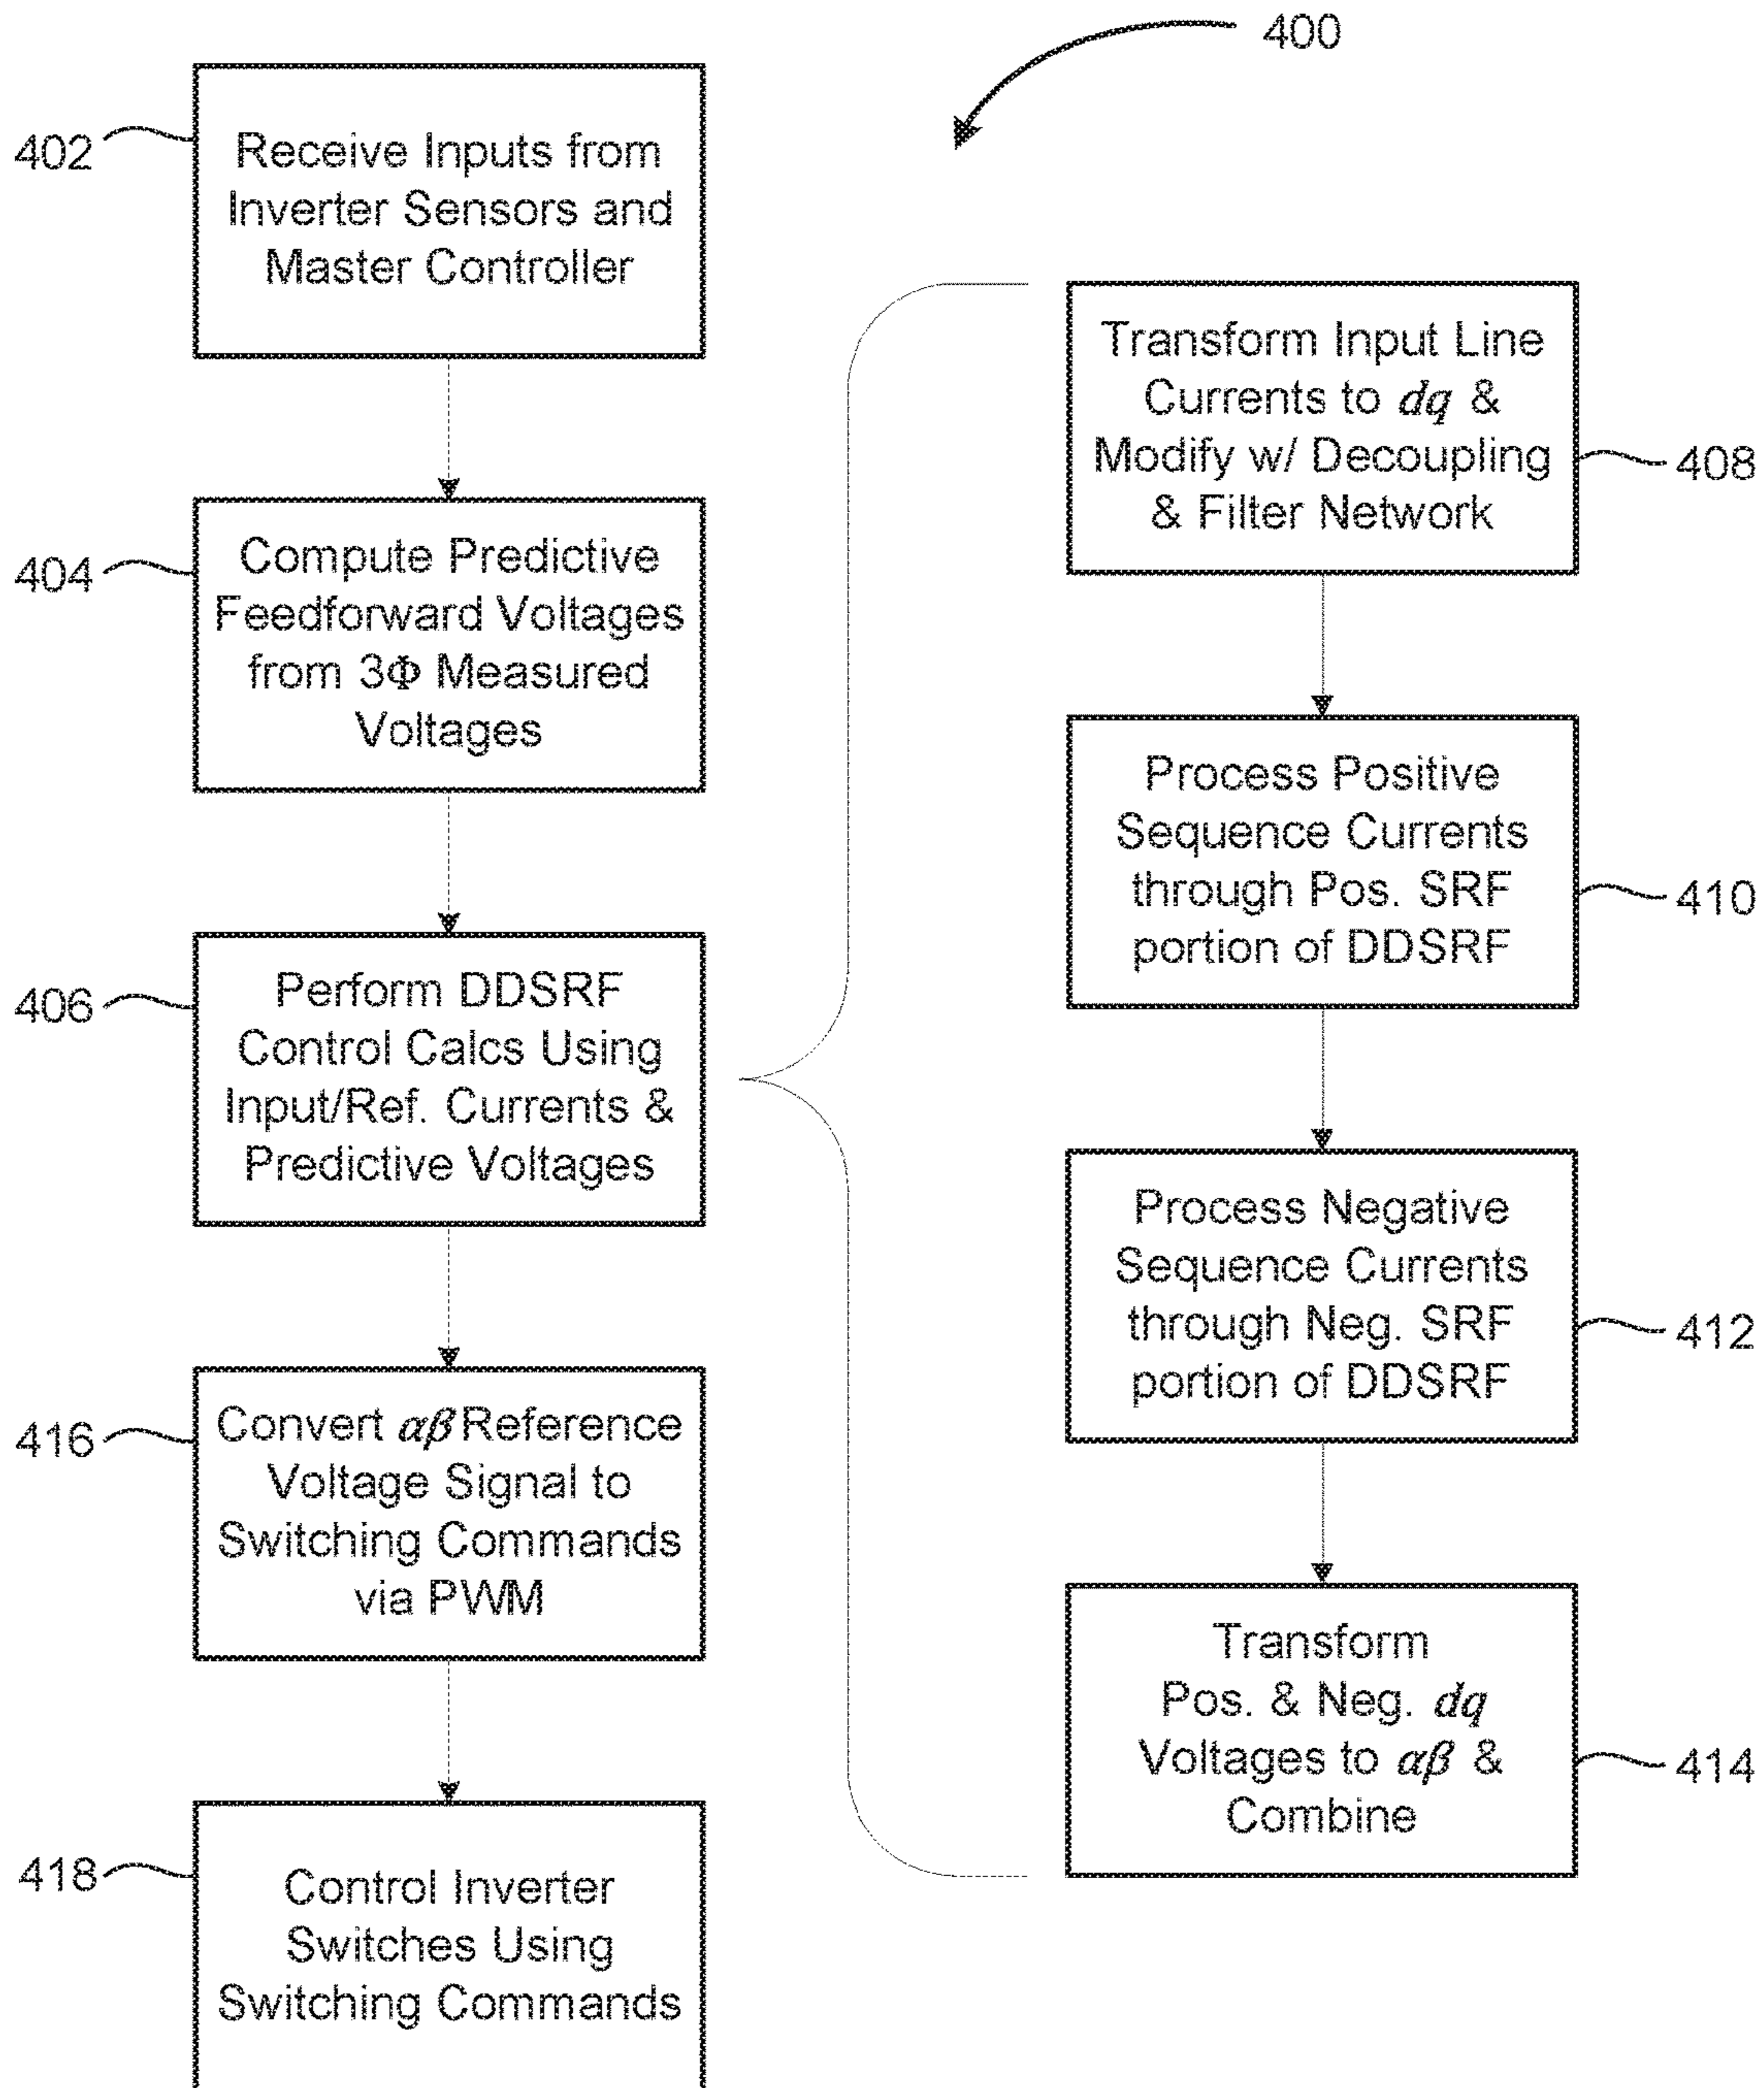 400
402
Receive Inputs from
Inverter Sensors and
Master Controller
404
Compute Predictive
Feedforward Voltages
from 3Φ Measured
Voltages
406
Perform DDSRF
Control Calcs Using
Input/Ref. Currents &
Predictive Voltages
416
Convert αβ Reference
Voltage Signal to
Switching Commands
via PWM
418
Control Inverter
Switches Using
Switching Commands
Transform Input Line
Currents to dq &
Modify w/ Decoupling
& Filter Network
408
Process Positive
Sequence Currents
through Pos. SRF
portion of DDSRF
410
Process Negative
Sequence Currents
through Neg. SRF
portion of DDSRF
412
Transform
Pos. & Neg. dq
Voltages to αβ &
Combine
414